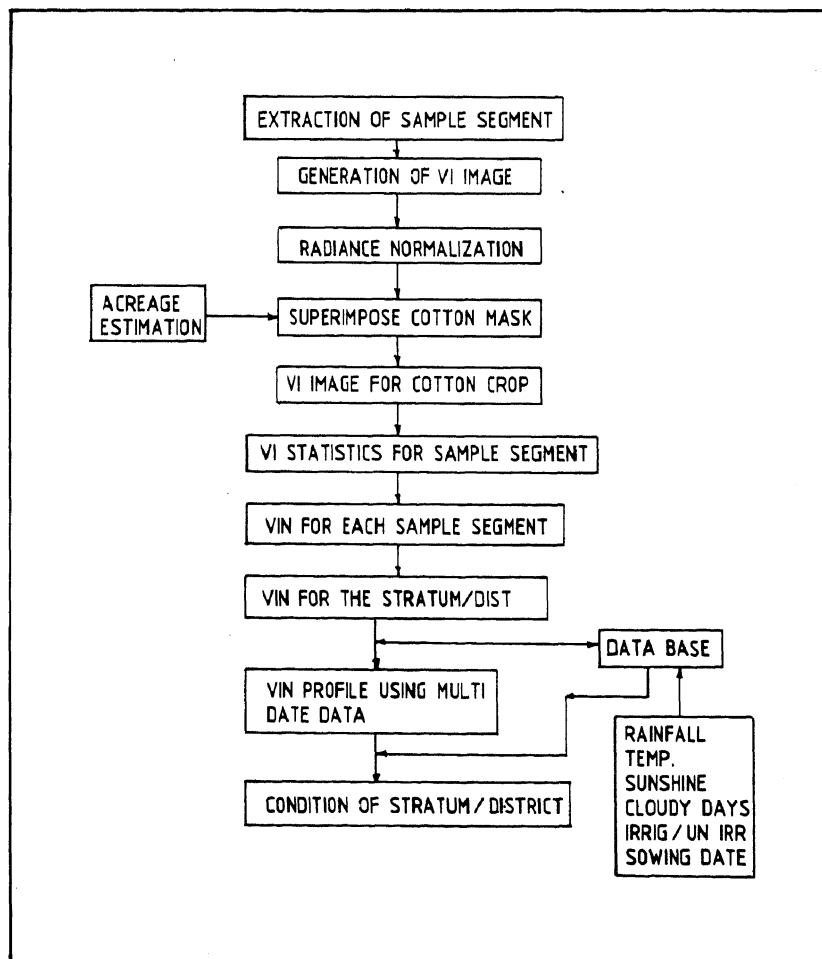 EXTRACTION OF SAMPLE SEGMENT
GENERATION OF VI IMAGE
RADIANCE NORMALIZATION
ACREAGE
ESTIMATION
SUPERIMPOSE COTTON MASK
VI IMAGE FOR COTTON CROP
VI STATISTICS FOR SAMPLE SEGMENT
VIN FOR EACH SAMPLE SEGMENT
VIN FOR THE STRATUM/DIST
DATA BASE
VIN PROFILE USING MULTI
DATE DATA
RAINFALL
TEMP.
SUNSHINE
CLOUDY DAYS
IRRIG / UN IRR
SOWING DATE
CONDITION OF STRATUM / DISTRICT